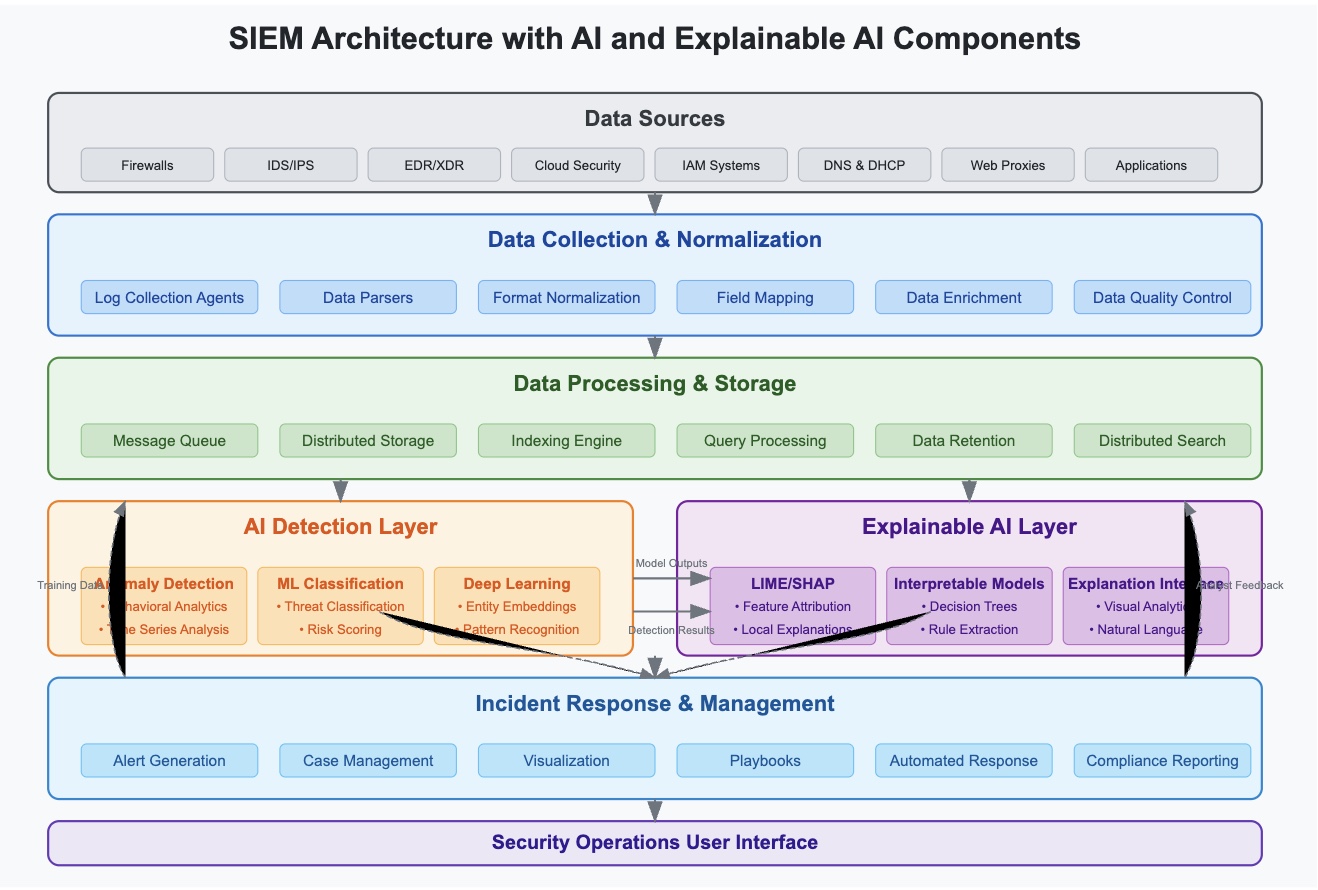 SIEM Architecture with AI and Explainable AI Components
Data Sources
Firewalls
IDS/IPS
EDR/XDR
Cloud Security
IAM Systems
DNS & DHCP
Web Proxies
Applications
Data Collection & Normalization
Log Collection Agents
Data Parsers
Format Normalization
Field Mapping
Data Enrichment
Data Quality Control
Data Processing & Storage
Message Queue
Distributed Storage
Indexing Engine
Query Processing
Data Retention
Distributed Search
AI Detection Layer
Training Data
Anomaly Detection
• Behavioral Analytics
• Time Series Analysis
ML Classification
• Threat Classification
• Risk Scoring
Deep Learning
• Entity Embeddings
• Pattern Recognition
Model Outputs
Detection Results
Explainable AI Layer
LIME/SHAP
• Feature Attribution
• Local Explanations
Interpretable Models
• Decision Trees
• Rule Extraction
Explanation Interface
• Visual Analytics
• Natural Language
Analyst Feedback
Incident Response & Management
Alert Generation
Case Management
Visualization
Playbooks
Automated Response
Compliance Reporting
Security Operations User Interface